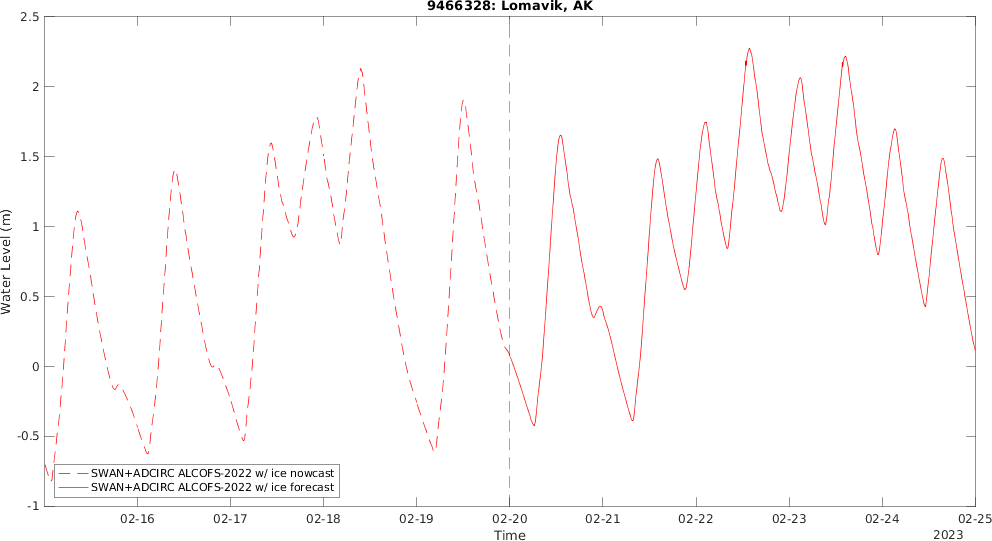 9466328: Lomavik, AK
2.5
2
1.5
1
0.5
0
-0.5
-1
Water Level (m)
SWAN+ADCIRC ALCOFS-2022 w/ ice nowcast
SWAN+ADCIRC ALCOFS-2022 w/ ice forecast
02-16 02-17 02-18 02-19 02-20 02-21 02-22 02-23 02-24 02-25
Time
2023